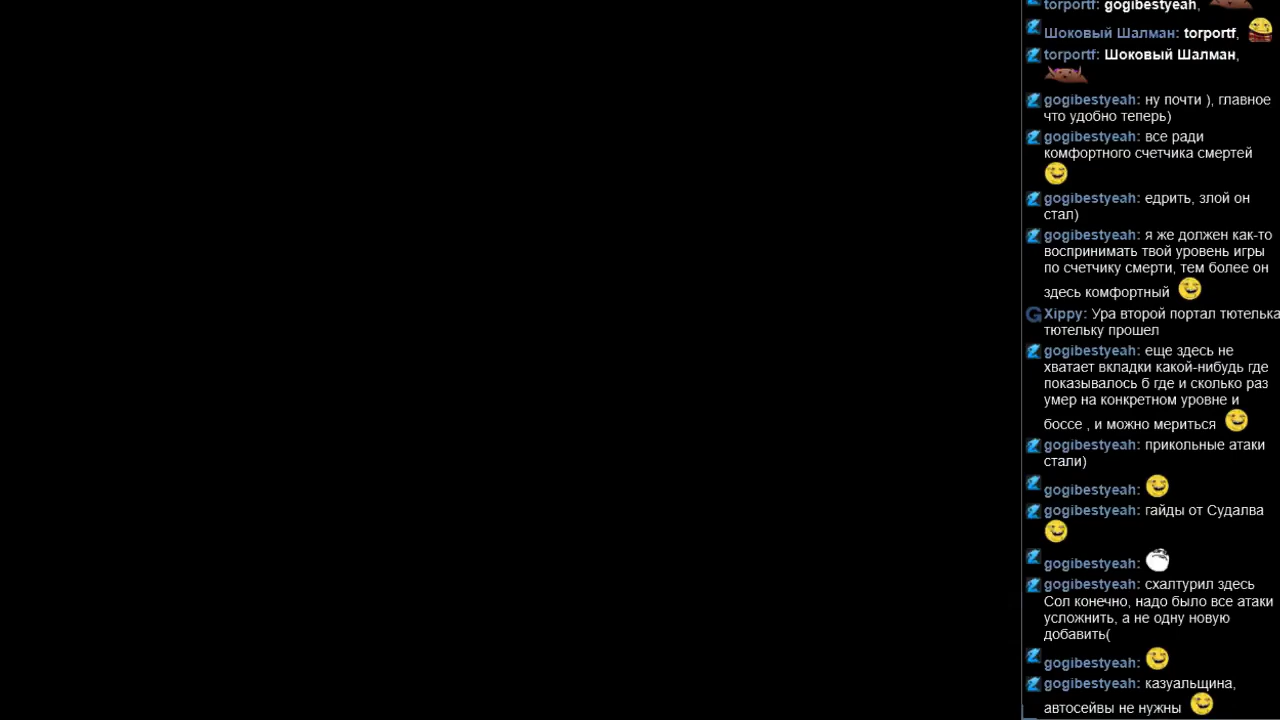 torportf: gogibestyeah,
Шоковый Шалман: torportf,
torportf: Шоковый Шалман,
gogibestyeah: ну почти ), главное
что удобно теперь)
gogibestyeah: все ради
комфортного счетчика смертей
gogibestyeah: едрить, злой он
стал)
gogibestyeah: я же должен как-то
воспринимать твой уровень игры
по счетчику смерти, тем более он
здесь комфортный
Xippy: Ура второй портал тютелька
тютельку прошел
gogibestyeah: еще здесь не
хватает вкладки какой-нибудь где
показывалось б где и сколько раз
умер на конкретном уровне и
боссе , и можно мериться
gogibestyeah: прикольные атаки
стали)
gogibestyeah:
gogibestyeah: гайды от Судалва
gogibestyeah:
gogibestyeah: схалтурил здесь
Сол конечно, надо было все атаки
усложнить, а не одну новую
добавить(
gogibestyeah:
gogibestyeah: казуальщина,
автосейвы не нужны